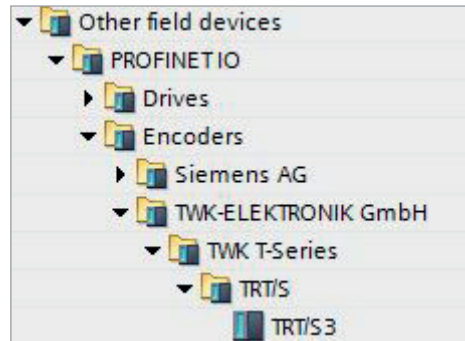 Other field devices
PROFINET IO
Drives
Encoders
Siemens AG
TWK-ELEKTRONIK GmbH
TWK T-Series
TRT/S
TRT/S3